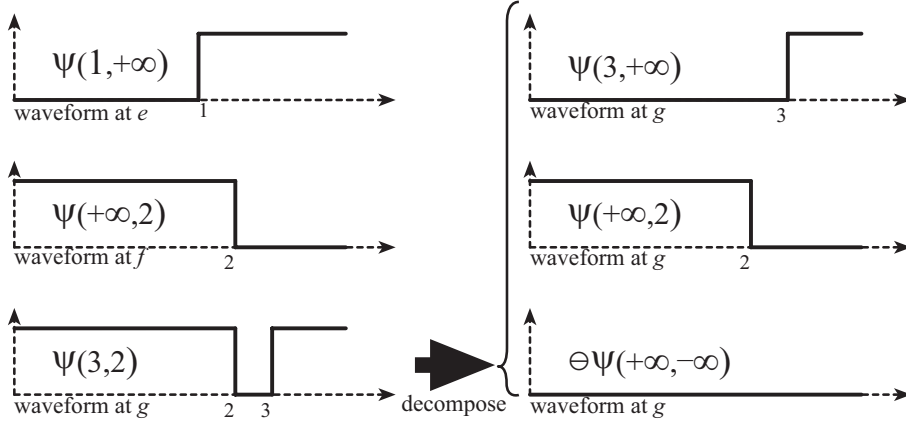 Ψ(1,+∞)
waveform at e
1
Ψ(+∞,2)
waveform at f
2
Ψ(3,2)
waveform at g
2 3
decompose
Ψ(3,+∞)
waveform at g
3
Ψ(+∞,2)
waveform at g
2
⊖Ψ(+∞,−∞)
waveform at g